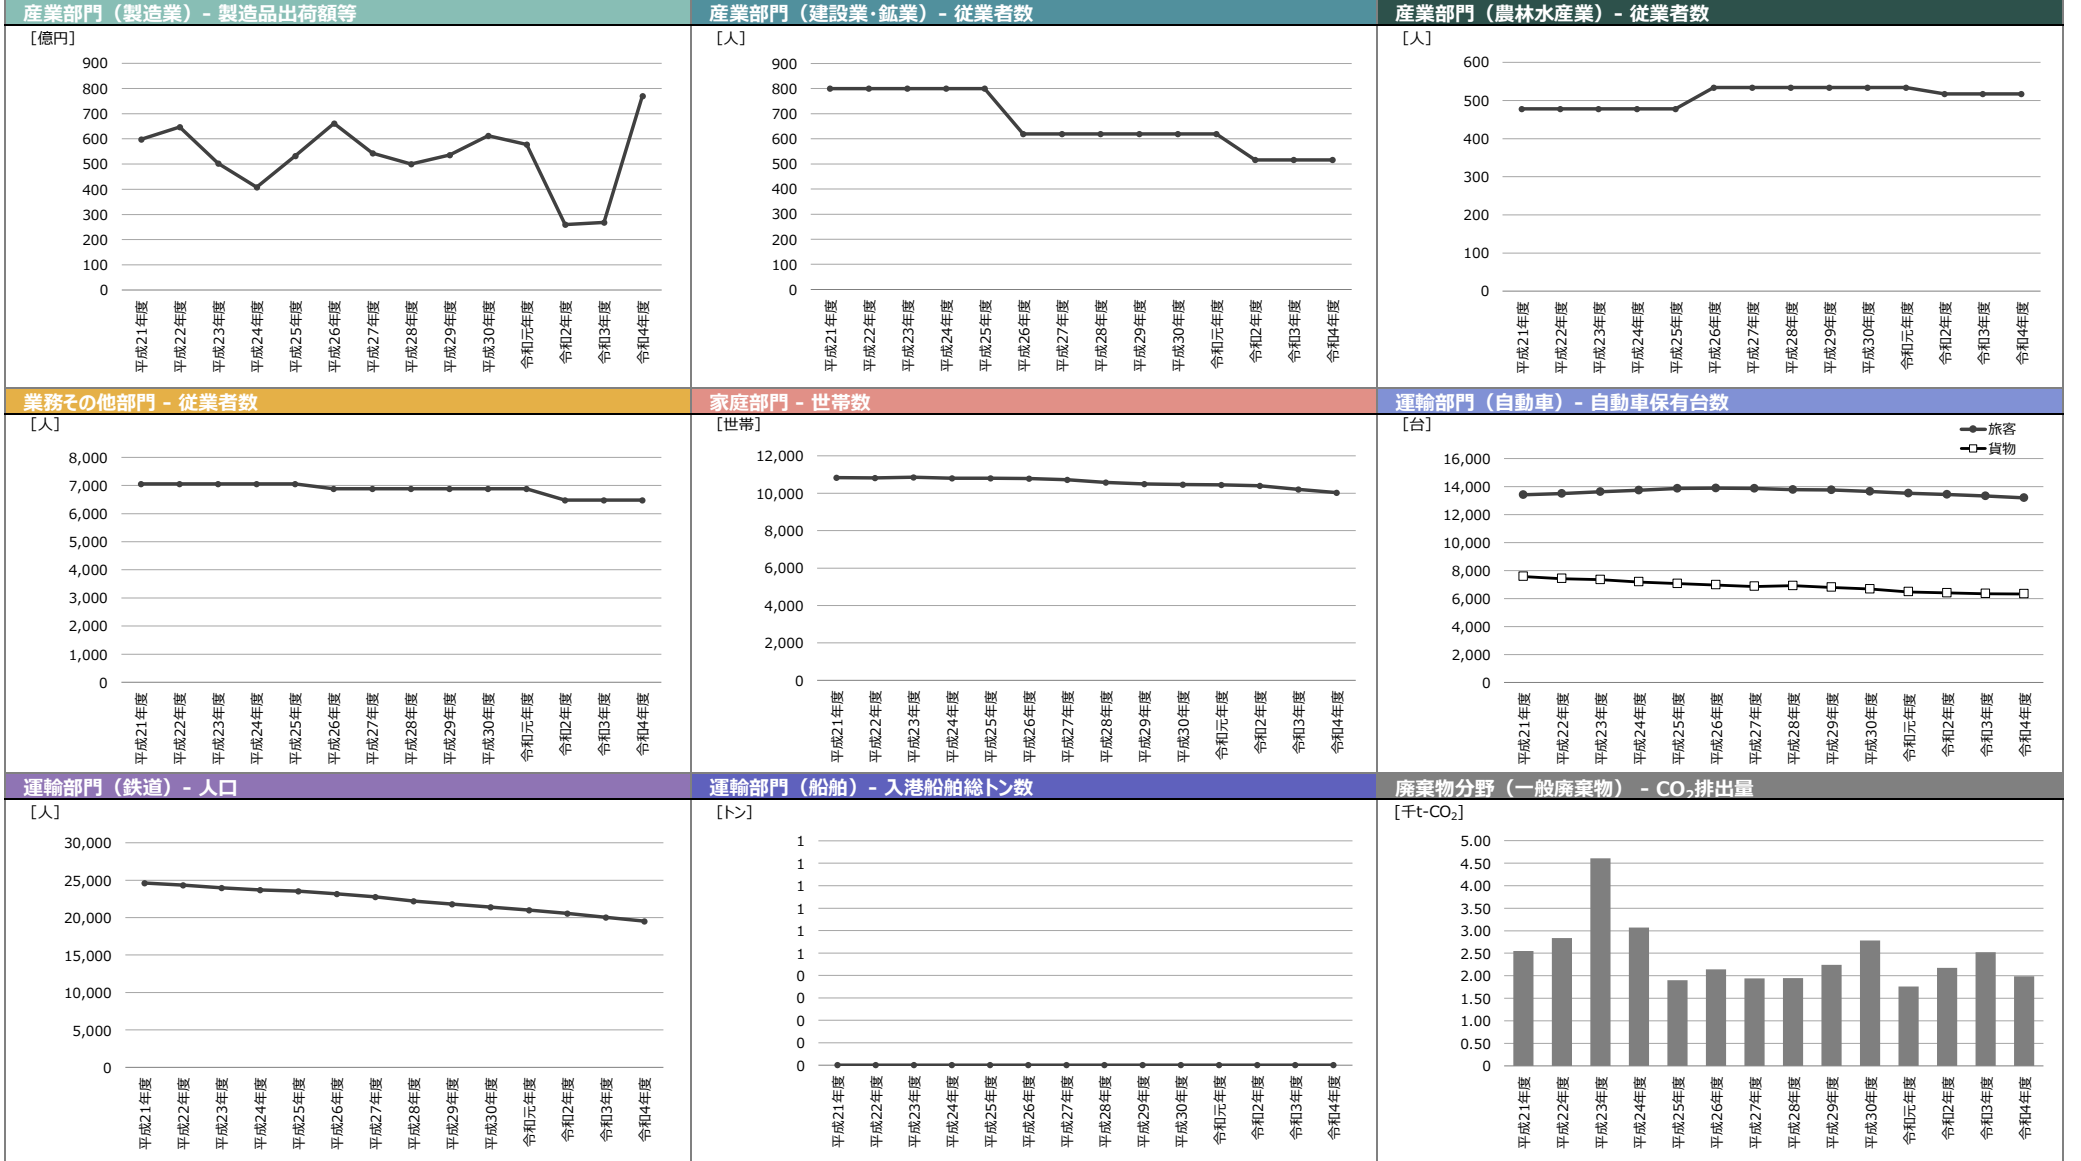 産業部門（製造業）- 製造品出荷額等
[億円]
900
800
700
600
500
400
300
200
100
0
平成21年度
平成22年度
平成23年度
平成24年度
平成25年度
平成26年度
平成27年度
平成28年度
平成29年度
平成30年度
令和元年度
令和2年度
令和3年度
令和4年度
産業部門（建設業･鉱業）- 従業者数
[人]
900
800
700
600
500
400
300
200
100
0
平成21年度
平成22年度
平成23年度
平成24年度
平成25年度
平成26年度
平成27年度
平成28年度
平成29年度
平成30年度
令和元年度
令和2年度
令和3年度
令和4年度
産業部門（農林水産業）- 従業者数
[人]
600
500
400
300
200
100
0
平成21年度
平成22年度
平成23年度
平成24年度
平成25年度
平成26年度
平成27年度
平成28年度
平成29年度
平成30年度
令和元年度
令和2年度
令和3年度
令和4年度
業務その他部門 - 従業者数
[人]
8,000
7,000
6,000
5,000
4,000
3,000
2,000
1,000
0
平成21年度
平成22年度
平成23年度
平成24年度
平成25年度
平成26年度
平成27年度
平成28年度
平成29年度
平成30年度
令和元年度
令和2年度
令和3年度
令和4年度
家庭部門 - 世帯数
[世帯]
12,000
10,000
8,000
6,000
4,000
2,000
0
平成21年度
平成22年度
平成23年度
平成24年度
平成25年度
平成26年度
平成27年度
平成28年度
平成29年度
平成30年度
令和元年度
令和2年度
令和3年度
令和4年度
運輸部門（自動車）- 自動車保有台数
[台]
旅客
貨物
16,000
14,000
12,000
10,000
8,000
6,000
4,000
2,000
0
平成21年度
平成22年度
平成23年度
平成24年度
平成25年度
平成26年度
平成27年度
平成28年度
平成29年度
平成30年度
令和元年度
令和2年度
令和3年度
令和4年度
運輸部門（鉄道）- 人口
[人]
30,000
25,000
20,000
15,000
10,000
5,000
0
平成21年度
平成22年度
平成23年度
平成24年度
平成25年度
平成26年度
平成27年度
平成28年度
平成29年度
平成30年度
令和元年度
令和2年度
令和3年度
令和4年度
運輸部門（船舶）- 入港船舶総トン数
[トン]
1
1
1
1
1
1
0
0
0
0
0
平成21年度
平成22年度
平成23年度
平成24年度
平成25年度
平成26年度
平成27年度
平成28年度
平成29年度
平成30年度
令和元年度
令和2年度
令和3年度
令和4年度
廃棄物分野（一般廃棄物） - CO₂排出量
[千t-CO₂]
5.00
4.50
4.00
3.50
3.00
2.50
2.00
1.50
1.00
0.50
0
平成21年度
平成22年度
平成23年度
平成24年度
平成25年度
平成26年度
平成27年度
平成28年度
平成29年度
平成30年度
令和元年度
令和2年度
令和3年度
令和4年度